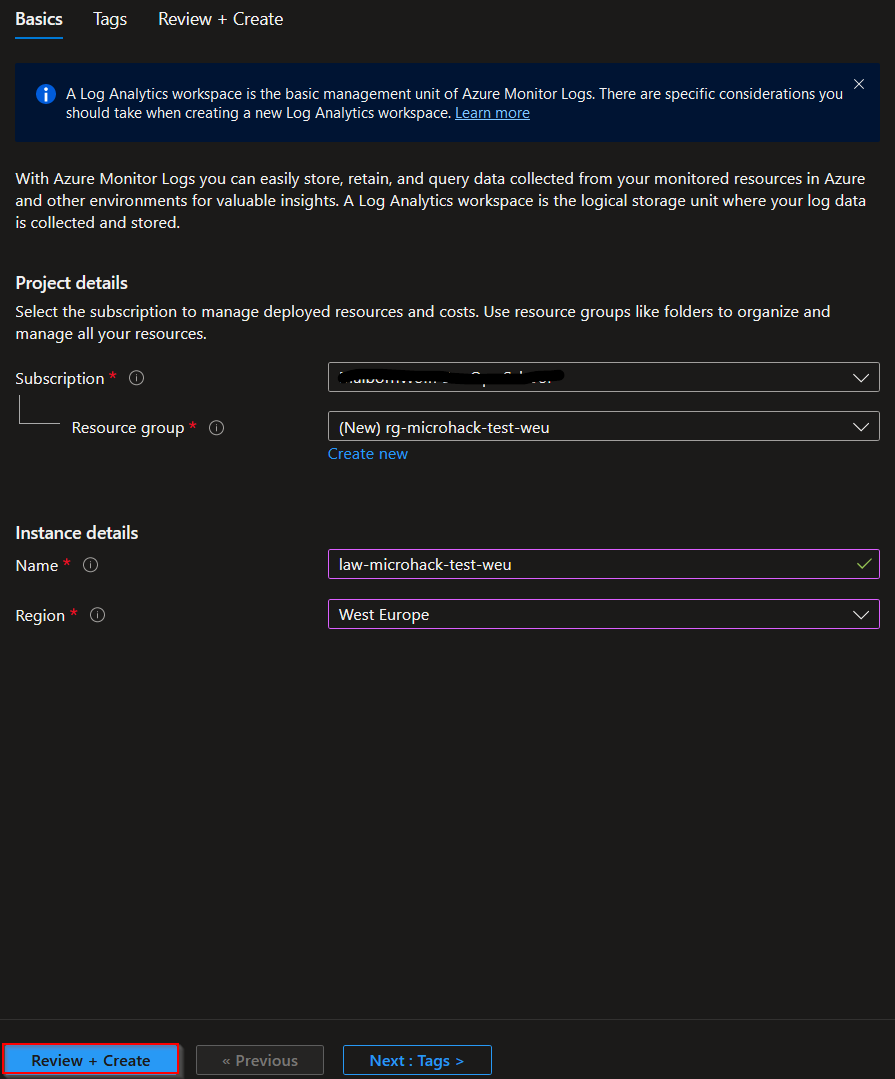 Basics Tags Review + Create
A Log Analytics workspace is the basic management unit of Azure Monitor Logs. There are specific considerations you
should take when creating a new Log Analytics workspace. Learn more
With Azure Monitor Logs you can easily store, retain, and query data collected from your monitored resources in Azure
and other environments for valuable insights. A Log Analytics workspace is the logical storage unit where your log data
is collected and stored.
Project details
Select the subscription to manage deployed resources and costs. Use resource groups like folders to organize and
manage all your resources.
Subscription *
Resource group * (New) rg-microhack-test-weu
Create new
Instance details
Name * law-microhack-test-weu
Region * West Europe
Review + Create « Previous Next : Tags >